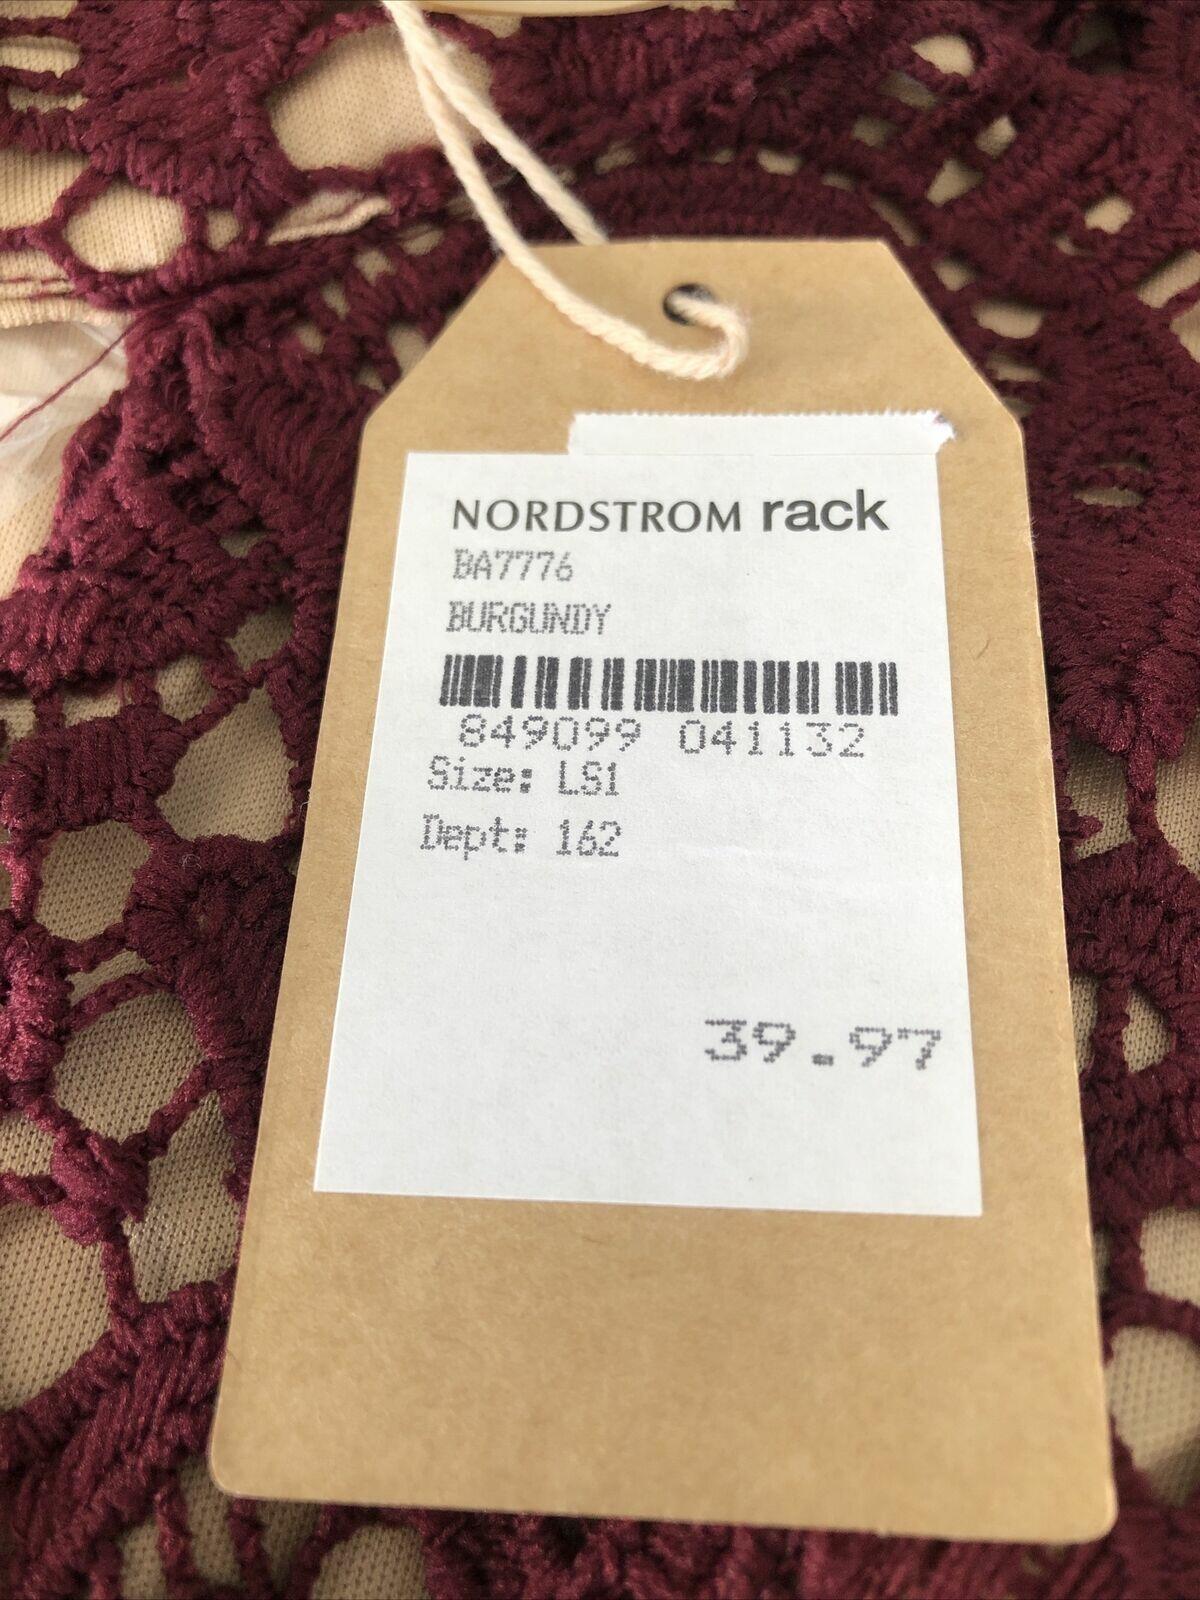 NORDSTROM rack
BA7776
BURGUNDY
849099 041132
Size: LS1
Dept: 162
39.97